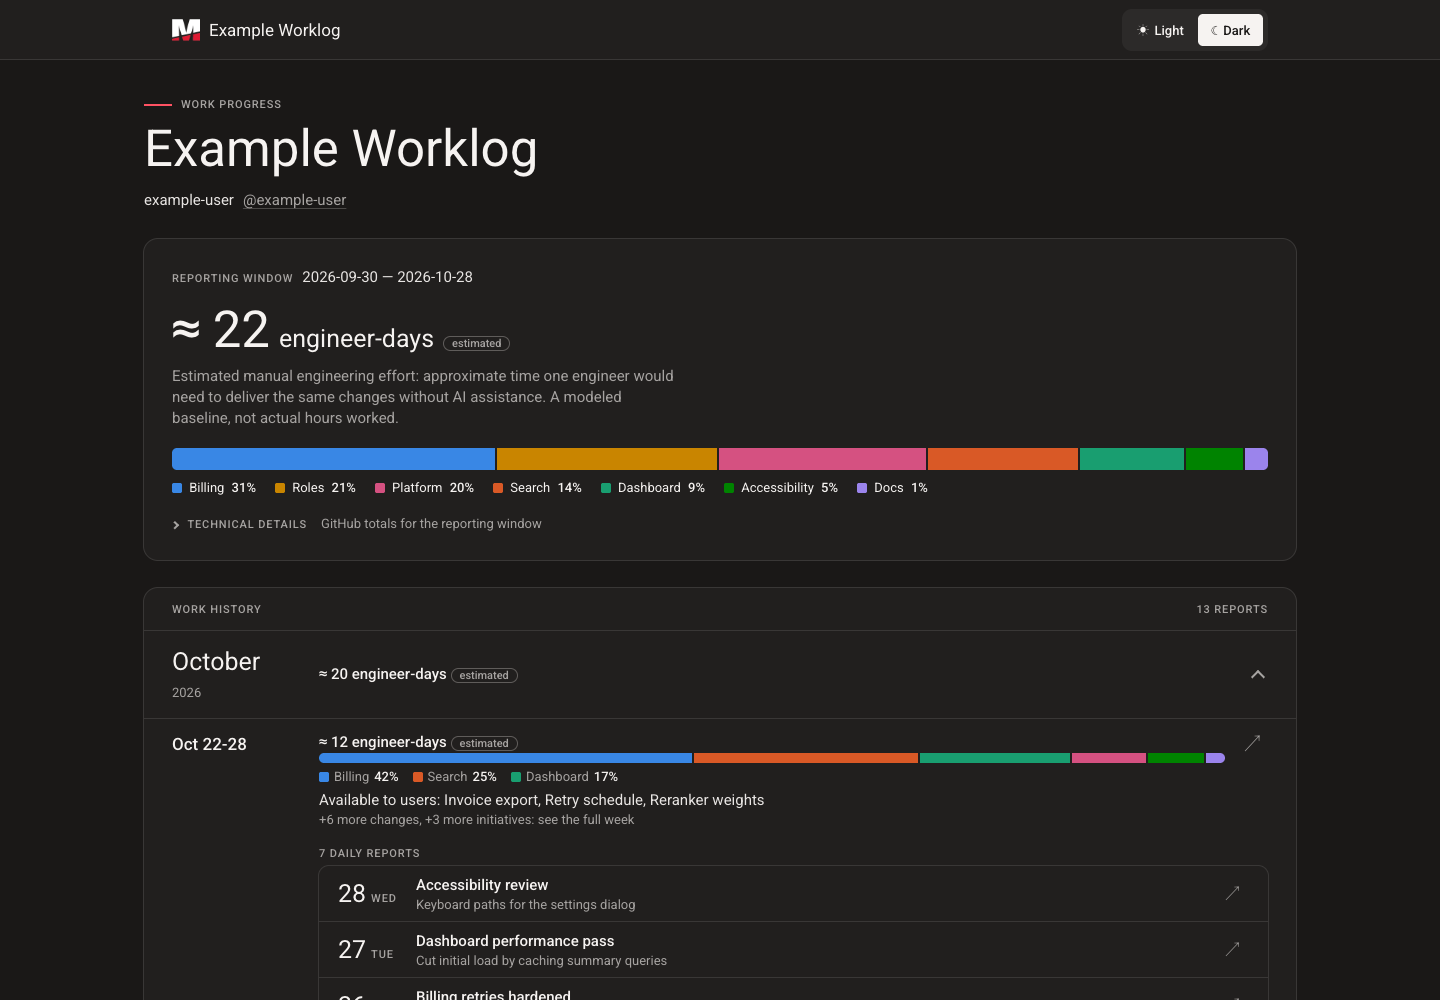 Example Worklog
Light
Dark
WORK PROGRESS
Example Worklog
example-user @example-user
REPORTING WINDOW 2026-09-30 — 2026-10-28
≈ 22 engineer-days estimated
Estimated manual engineering effort: approximate time one engineer would
need to deliver the same changes without AI assistance. A modeled
baseline, not actual hours worked.
Billing 31% Roles 21% Platform 20% Search 14% Dashboard 9% Accessibility 5% Docs 1%
TECHNICAL DETAILS GitHub totals for the reporting window
WORK HISTORY
13 REPORTS
October
2026
≈ 20 engineer-days estimated
Oct 22-28
≈ 12 engineer-days estimated
Billing 42% Search 25% Dashboard 17%
Available to users: Invoice export, Retry schedule, Reranker weights
+6 more changes, +3 more initiatives: see the full week
7 DAILY REPORTS
28 WED
Accessibility review
Keyboard paths for the settings dialog
27 TUE
Dashboard performance pass
Cut initial load by caching summary queries
Billing retries hardened